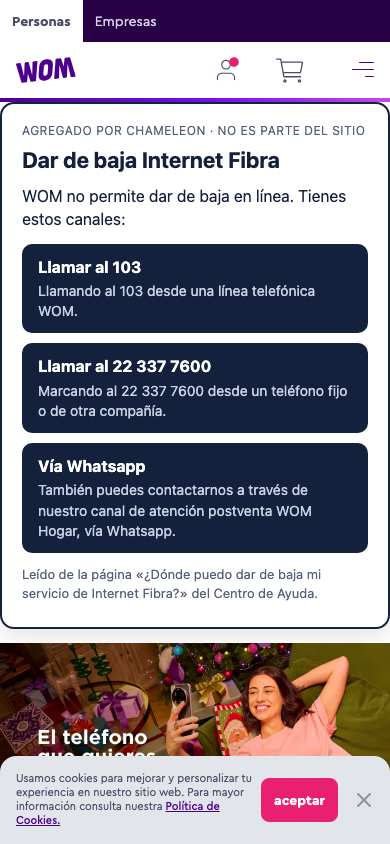 Personas
Empresas
WOM
AGREGADO POR CHAMELEON · NO ES PARTE DEL SITIO
Dar de baja Internet Fibra
WOM no permite dar de baja en línea. Tienes
estos canales:
Llamar al 103
Llamando al 103 desde una línea telefónica
WOM.
Llamar al 22 337 7600
Marcando al 22 337 7600 desde un teléfono fijo
o de otra compañía.
Vía Whatsapp
También puedes contactarnos a través de
nuestro canal de atención postventa WOM
Hogar, vía Whatsapp.
Leído de la página «¿Dónde puedo dar de baja mi
servicio de Internet Fibra?» del Centro de Ayuda.
El teléfono
que quieres
Usamos cookies para mejorar y personalizar tu
experiencia en nuestro sitio web. Para mayor
información consulta nuestra Política de
Cookies.
aceptar